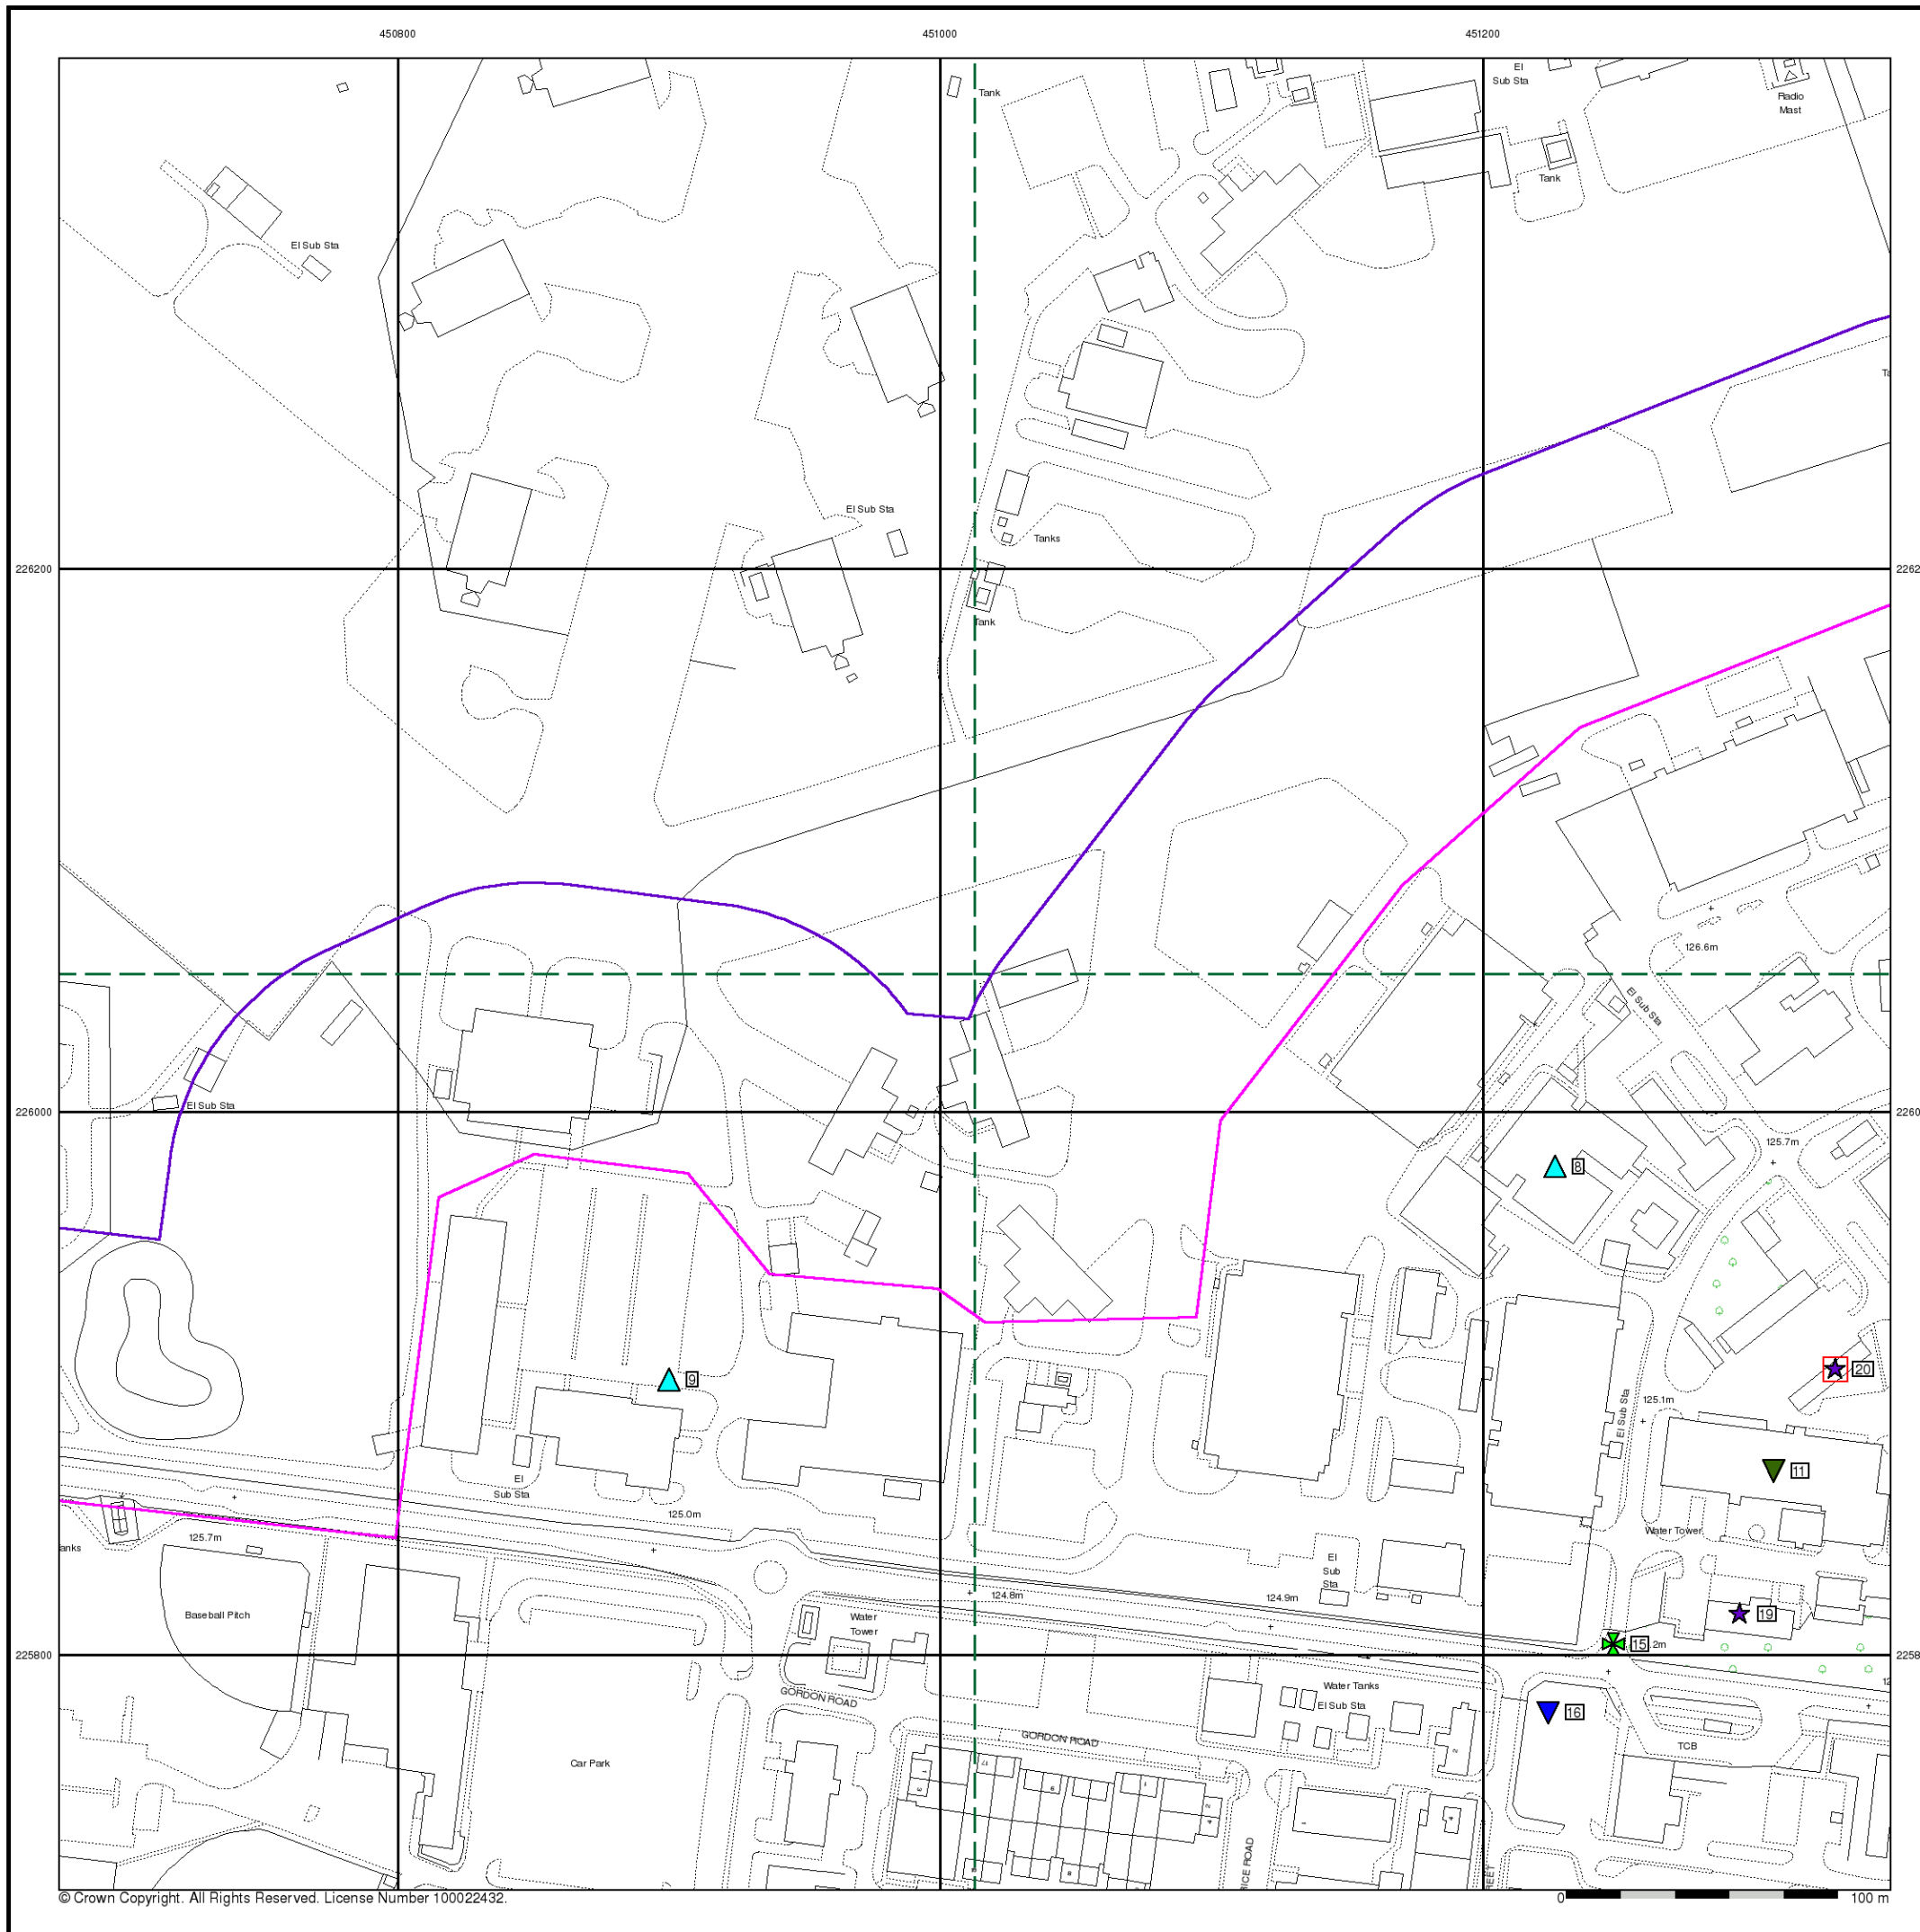 450800
451000
451200
El
Sub Sta
Tank
Radio
Mast
Tank
El Sub Sta
El Sub Sta
Tanks
226200
Tank
126.6m
El Sub Sta
226000
El Sub Sta
125.7m
8
9
20
125.1m
El Sub Sta
11
El
Sub Sta
125.0m
125.7m
Water Tower
El
Sub
Sta
124.8m
124.9m
Baseball Pitch
Water
Tower
19
15
225800
GORDON ROAD
Water Tanks
El Sub Sta
16
GORDON ROAD
TCB
Car Park
© Crown Copyright. All Rights Reserved. License Number 100022432.
0
100 m